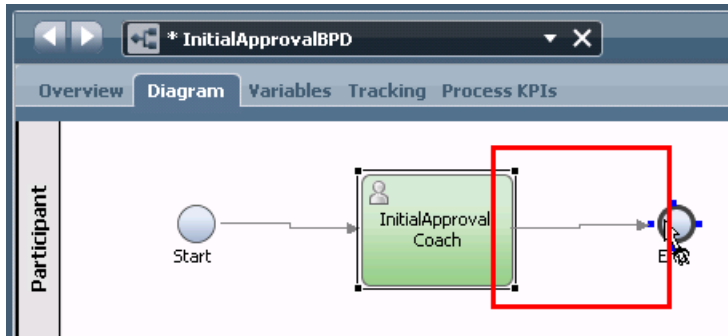 * InitialApprovalBPD
Overview Diagram Variables Tracking Process KPIs
Participant
Start
InitialApproval
Coach